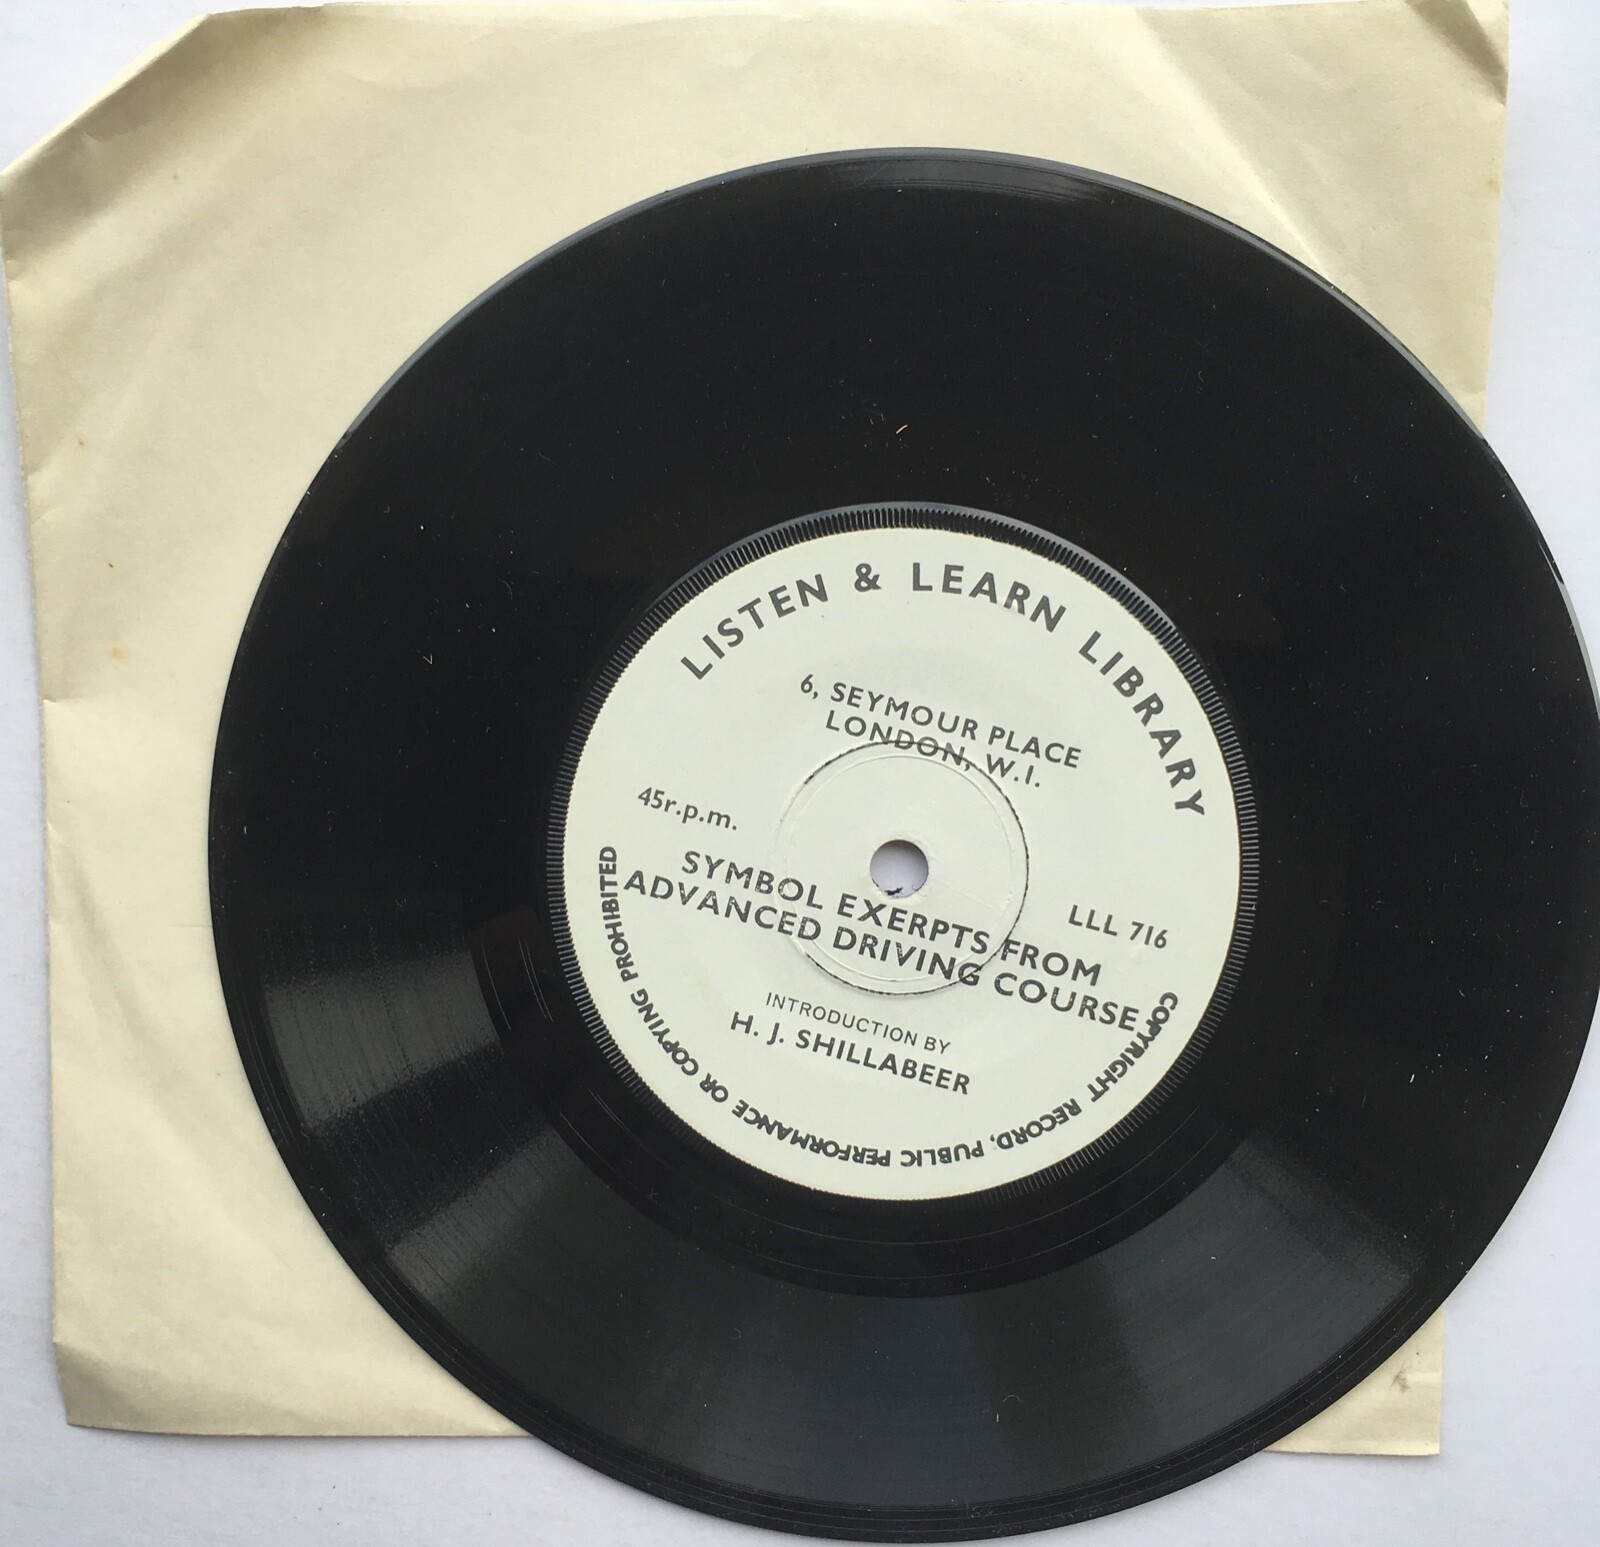 LISTEN & LEARN LIBRARY
6, SEYMOUR PLACE
LONDON, W.I.
45r.p.m.
LLL 716
SYMBOL EXERPTS FROM
ADVANCED DRIVING COURSE
INTRODUCTION BY
H. J. SHILLABEER
COPYRIGHT RECORD, PUBLIC PERFORMANCE OR COPYING PROHIBITED